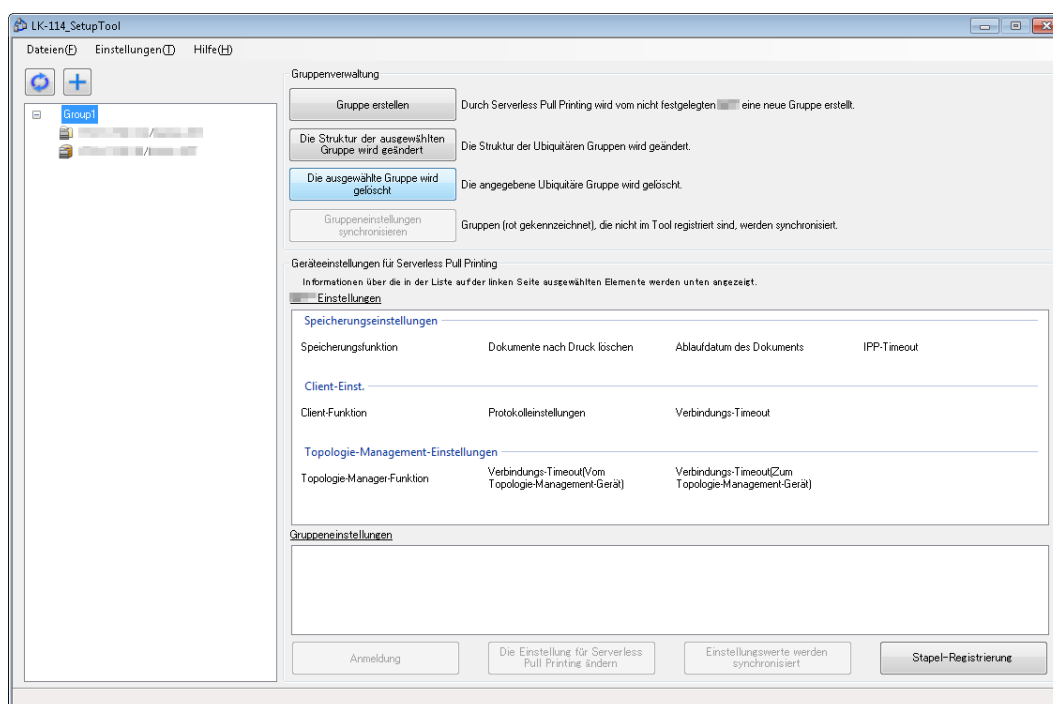 LK-114_SetupTool
Dateien(F) Einstellungen(T) Hilfe(H)
Group1
Gruppenverwaltung
Gruppe erstellen
Durch Serverless Pull Printing wird vom nicht festgelegten eine neue Gruppe erstellt.
Die Struktur der ausgewählten
Gruppe wird geändert
Die Struktur der Ubiquitären Gruppen wird geändert.
Die ausgewählte Gruppe wird
gelöscht
Die angegebene Ubiquitäre Gruppe wird gelöscht.
Gruppeneinstellungen
synchronisieren
Gruppen (rot gekennzeichnet), die nicht im Tool registriert sind, werden synchronisiert.
Geräteeinstellungen für Serverless Pull Printing
Informationen über die in der Liste auf der linken Seite ausgewählten Elemente werden unten angezeigt.
Einstellungen
Speicherungseinstellungen
Speicherungsfunktion Dokumente nach Druck löschen Ablaufdatum des Dokuments IPP-Timeout
Client-Einst.
Client-Funktion Protokolleinstellungen Verbindungs-Timeout
Topologie-Management-Einstellungen
Topologie-Manager-Funktion
Verbindungs-Timeout(Vom
Topologie-Management-Gerät)
Verbindungs-Timeout(Zum
Topologie-Management-Gerät)
Gruppeneinstellungen
Anmeldung
Die Einstellung für Serverless
Pull Printing ändern
Einstellungswerte werden
synchronisiert
Stapel-Registrierung